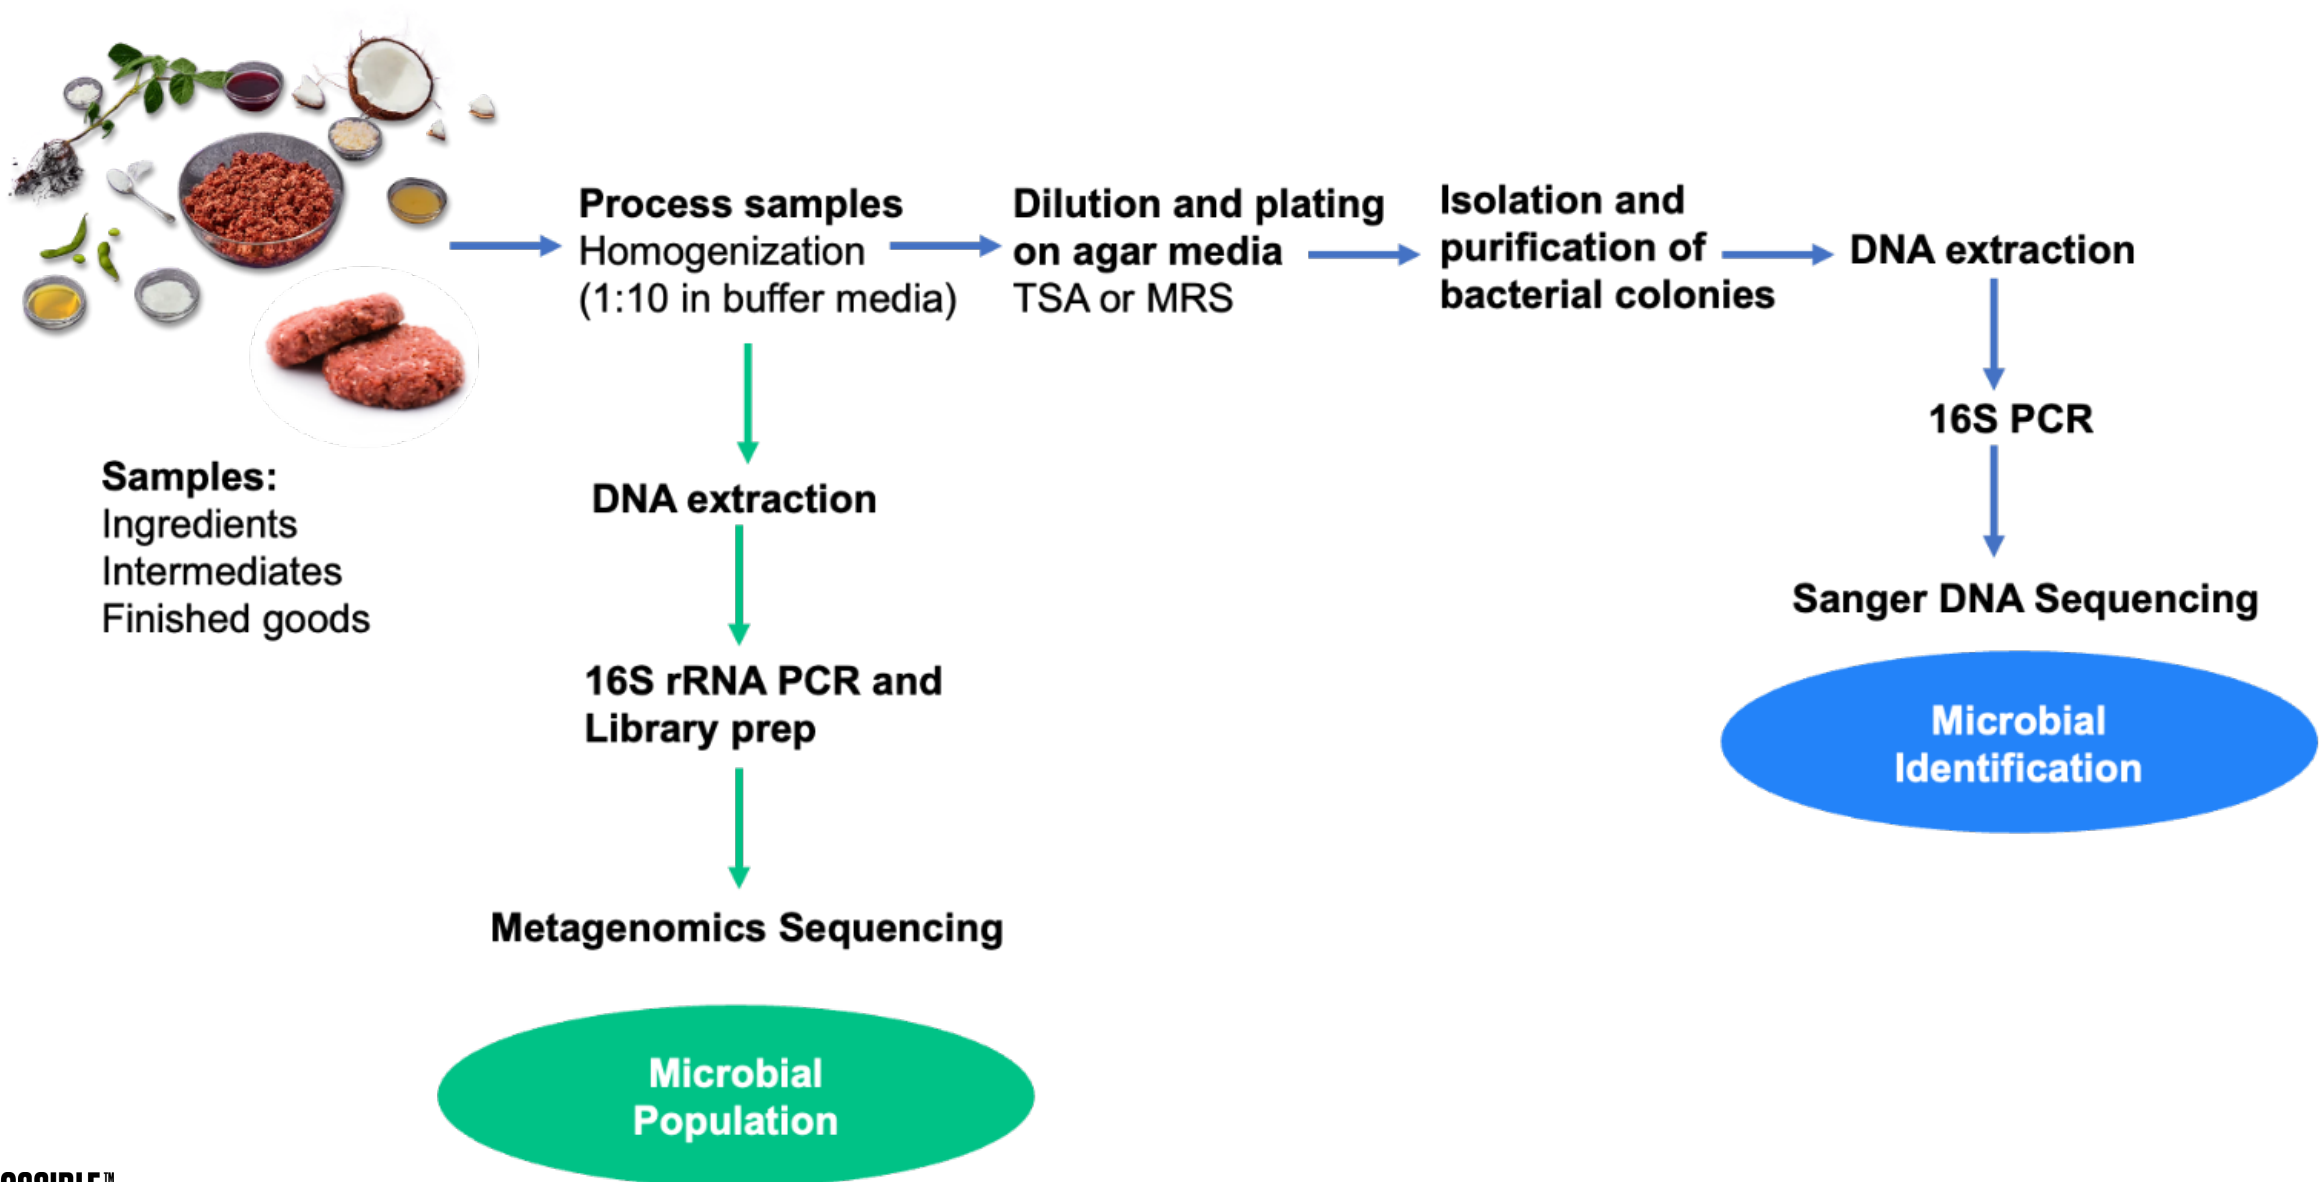 Process samples
Homogenization
(1:10 in buffer media)
Dilution and plating
on agar media
TSA or MRS
Isolation and
purification of
bacterial colonies
DNA extraction
16S PCR
Sanger DNA Sequencing
Microbial
Identification
Samples:
Ingredients
Intermediates
Finished goods
DNA extraction
16S rRNA PCR and
Library prep
Metagenomics Sequencing
Microbial
Population